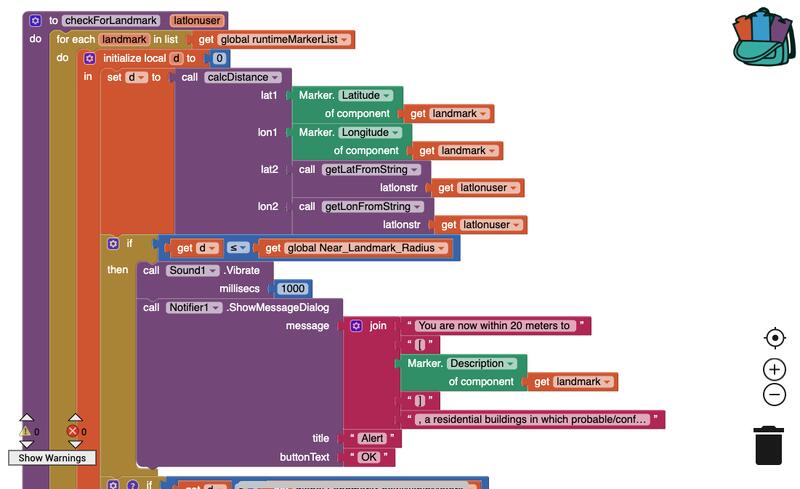 to checkForLandmark latlonuser
do for each landmark in list get global runtimeMarkerList
do initialize local d to 0
in set d to call calcDistance
lat1 Marker. Latitude
of component get landmark
lon1 Marker. Longitude
of component get landmark
lat2 call getLatFromString
latlonstr get latlonuser
lon2 call getLonFromString
latlonstr get latlonuser
if get d ≤ get global Near_Landmark_Radius
then call Sound1 .Vibrate
millisecs 1000
call Notifier1 .ShowMessageDialog
message join “ You are now within 20 meters to ”
“ [ ”
Marker. Description
of component get landmark
“ ] ”
“ , a residential buildings in which probable/conf... ”
title “ Alert ”
0 0
Show Warnings buttonText “ OK ”
if get d